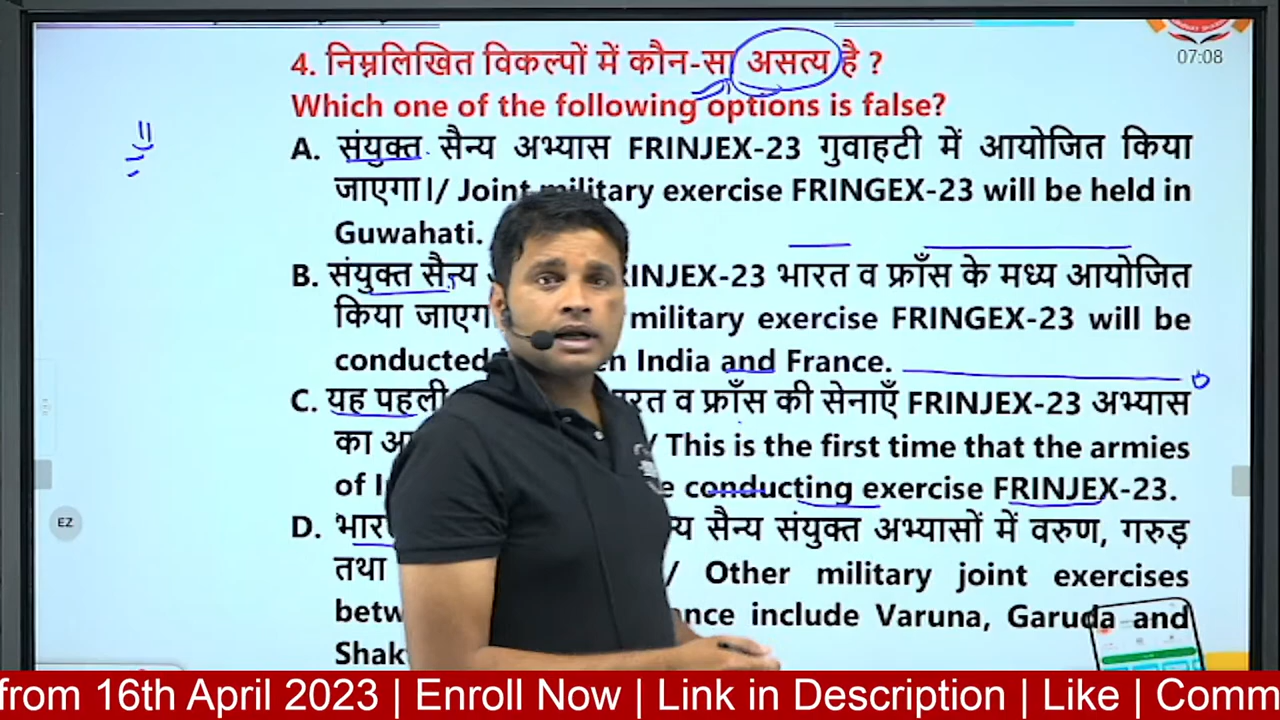 07:08
4. निम्नलिखित विकल्पों में कौन-सा असत्य है ?
Which one of the following options is false?
A. संयुक्त सैन्य अभ्यास FRINJEX-23 गुवाहटी में आयोजित किया
जाएगा।/ Joint military exercise FRINGEX-23 will be held in
Guwahati.
B. संयुक्त सैन्य RINJEX-23 भारत व फ्राँस के मध्य आयोजित
किया military exercise FRINGEX-23 will be
conducted India and France.
C. यह पहली व फ्राँस की सेनाएँ FRINJEX-23 अभ्यास
का / This is the first time that the armies
of conducting exercise FRINJEX-23.
D. सैन्य संयुक्त अभ्यासों में वरुण, गरुड़
तथा / Other military joint exercises
include Varuna, Garuda and
EZ
from 16th April 2023 | Enroll Now | Link in Description | Like | Comm